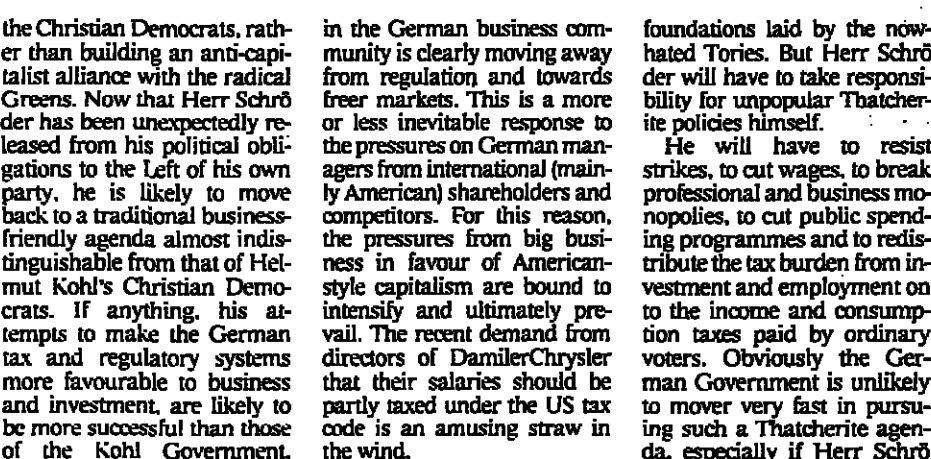 the Christian Democrats, rath-
er than building an anti-capi-
talist alliance with the radical
Greens. Now that Herr Schrö
der has been unexpectedly re-
leased from his political obli-
gations to the Left of his own
party, he is likely to move
back to a traditional business-
friendly agenda almost indis-
tinguishable from that of Hel-
mut Kohl's Christian Demo-
crats. If anything, his at-
tempts to make the German
tax and regulatory systems
more favourable to business
and investment, are likely to
be more successful than those
of the Kohl Government,
in the German business com-
munity is clearly moving away
from regulation and towards
freer markets. This is a more
or less inevitable response to
the pressures on German man-
agers from international (main-
ly American) shareholders and
competitors. For this reason,
the pressures from big busi-
ness in favour of American-
style capitalism are bound to
intensify and ultimately pre-
vail. The recent demand from
directors of DamilerChrysler
that their salaries should be
partly taxed under the US tax
code is an amusing straw in
the wind.
foundations laid by the now-
hated Tories. But Herr Schrö
der will have to take responsi-
bility for unpopular Thatcher-
ite policies himself.
He will have to resist
strikes, to cut wages, to break
professional and business mo-
nopolies, to cut public spend-
ing programmes and to redis-
tribute the tax burden from in-
vestment and employment on
to the income and consump-
tion taxes paid by ordinary
voters. Obviously the Ger-
man Government is unlikely
to mover very fast in pursu-
ing such a Thatcherite agen-
da, especially if Herr Schrö